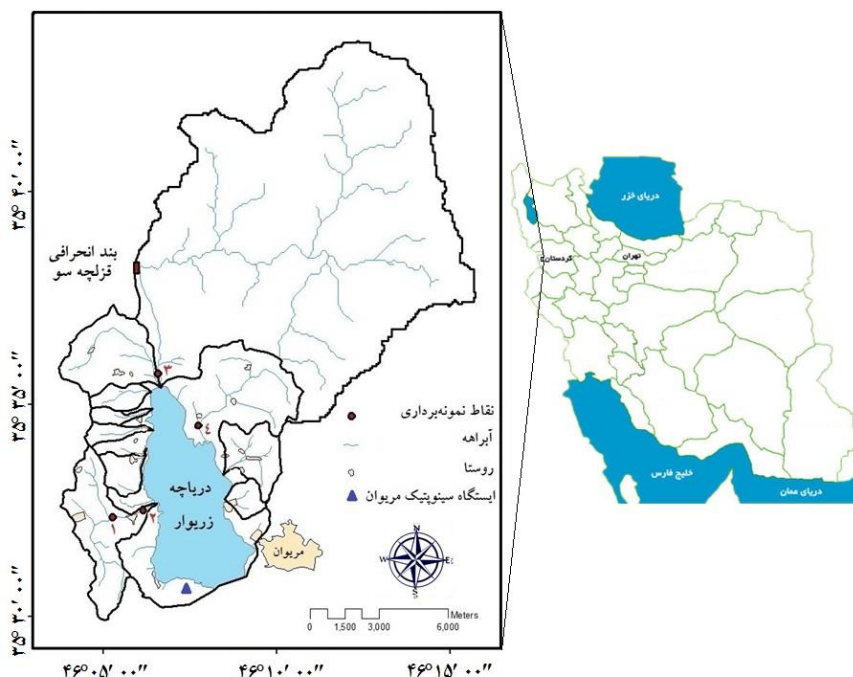 ۳۵° ۴۰′ ۰۰″
۳۵° ۳۵′ ۰۰″
۳۵° ۳۰′ ۰۰″
۴۶° ۰۵′ ۰۰″
۴۶° ۱۰′ ۰۰″
۴۶° ۱۵′ ۰۰″
بند انحرافی
قزلچه سو
۳
۴
۲
۱
دریاچه
زریوار
مریوان
نقاط نمونه‌برداری
آبراهه
روستا
ایستگاه سینوپتیک مریوان
N
W
E
S
Meters
0 1,500 3,000 6,000
دریای خزر
تهران
کردستان
خلیج فارس
دریای عمان